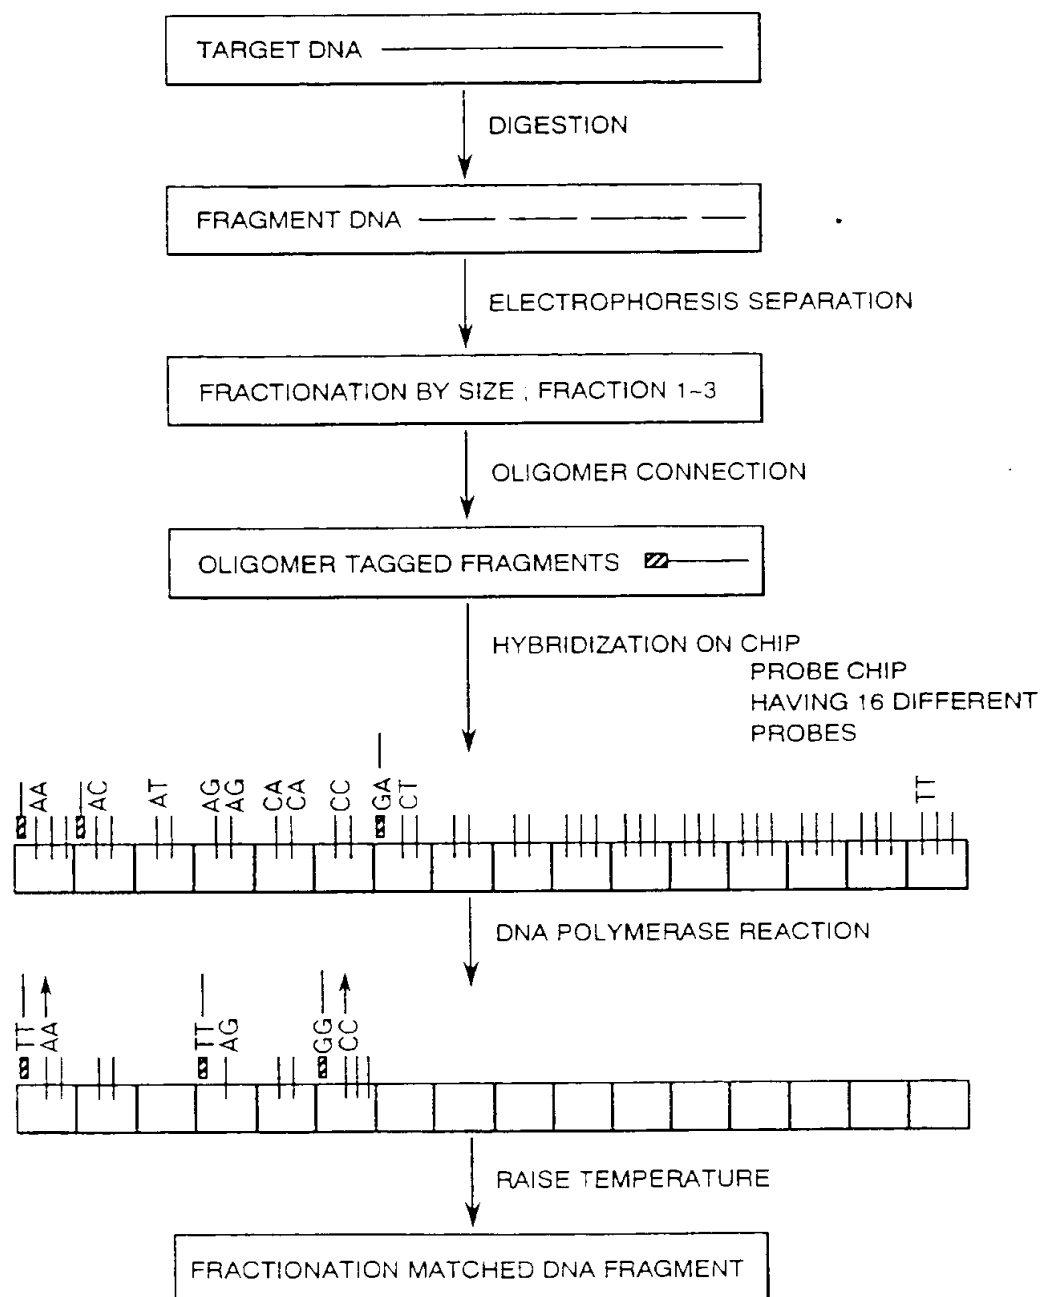 TARGET DNA
DIGESTION
FRAGMENT DNA
ELECTROPHORESIS SEPARATION
FRACTIONATION BY SIZE ; FRACTION 1~3
OLIGOMER CONNECTION
OLIGOMER TAGGED FRAGMENTS
HYBRIDIZATION ON CHIP
PROBE CHIP
HAVING 16 DIFFERENT
PROBES
AA
AC
AT
AG
AG
CA
CA
CC
GA
CT
TT
DNA POLYMERASE REACTION
TT
AA
TT
AG
GG
CC
RAISE TEMPERATURE
FRACTIONATION MATCHED DNA FRAGMENT